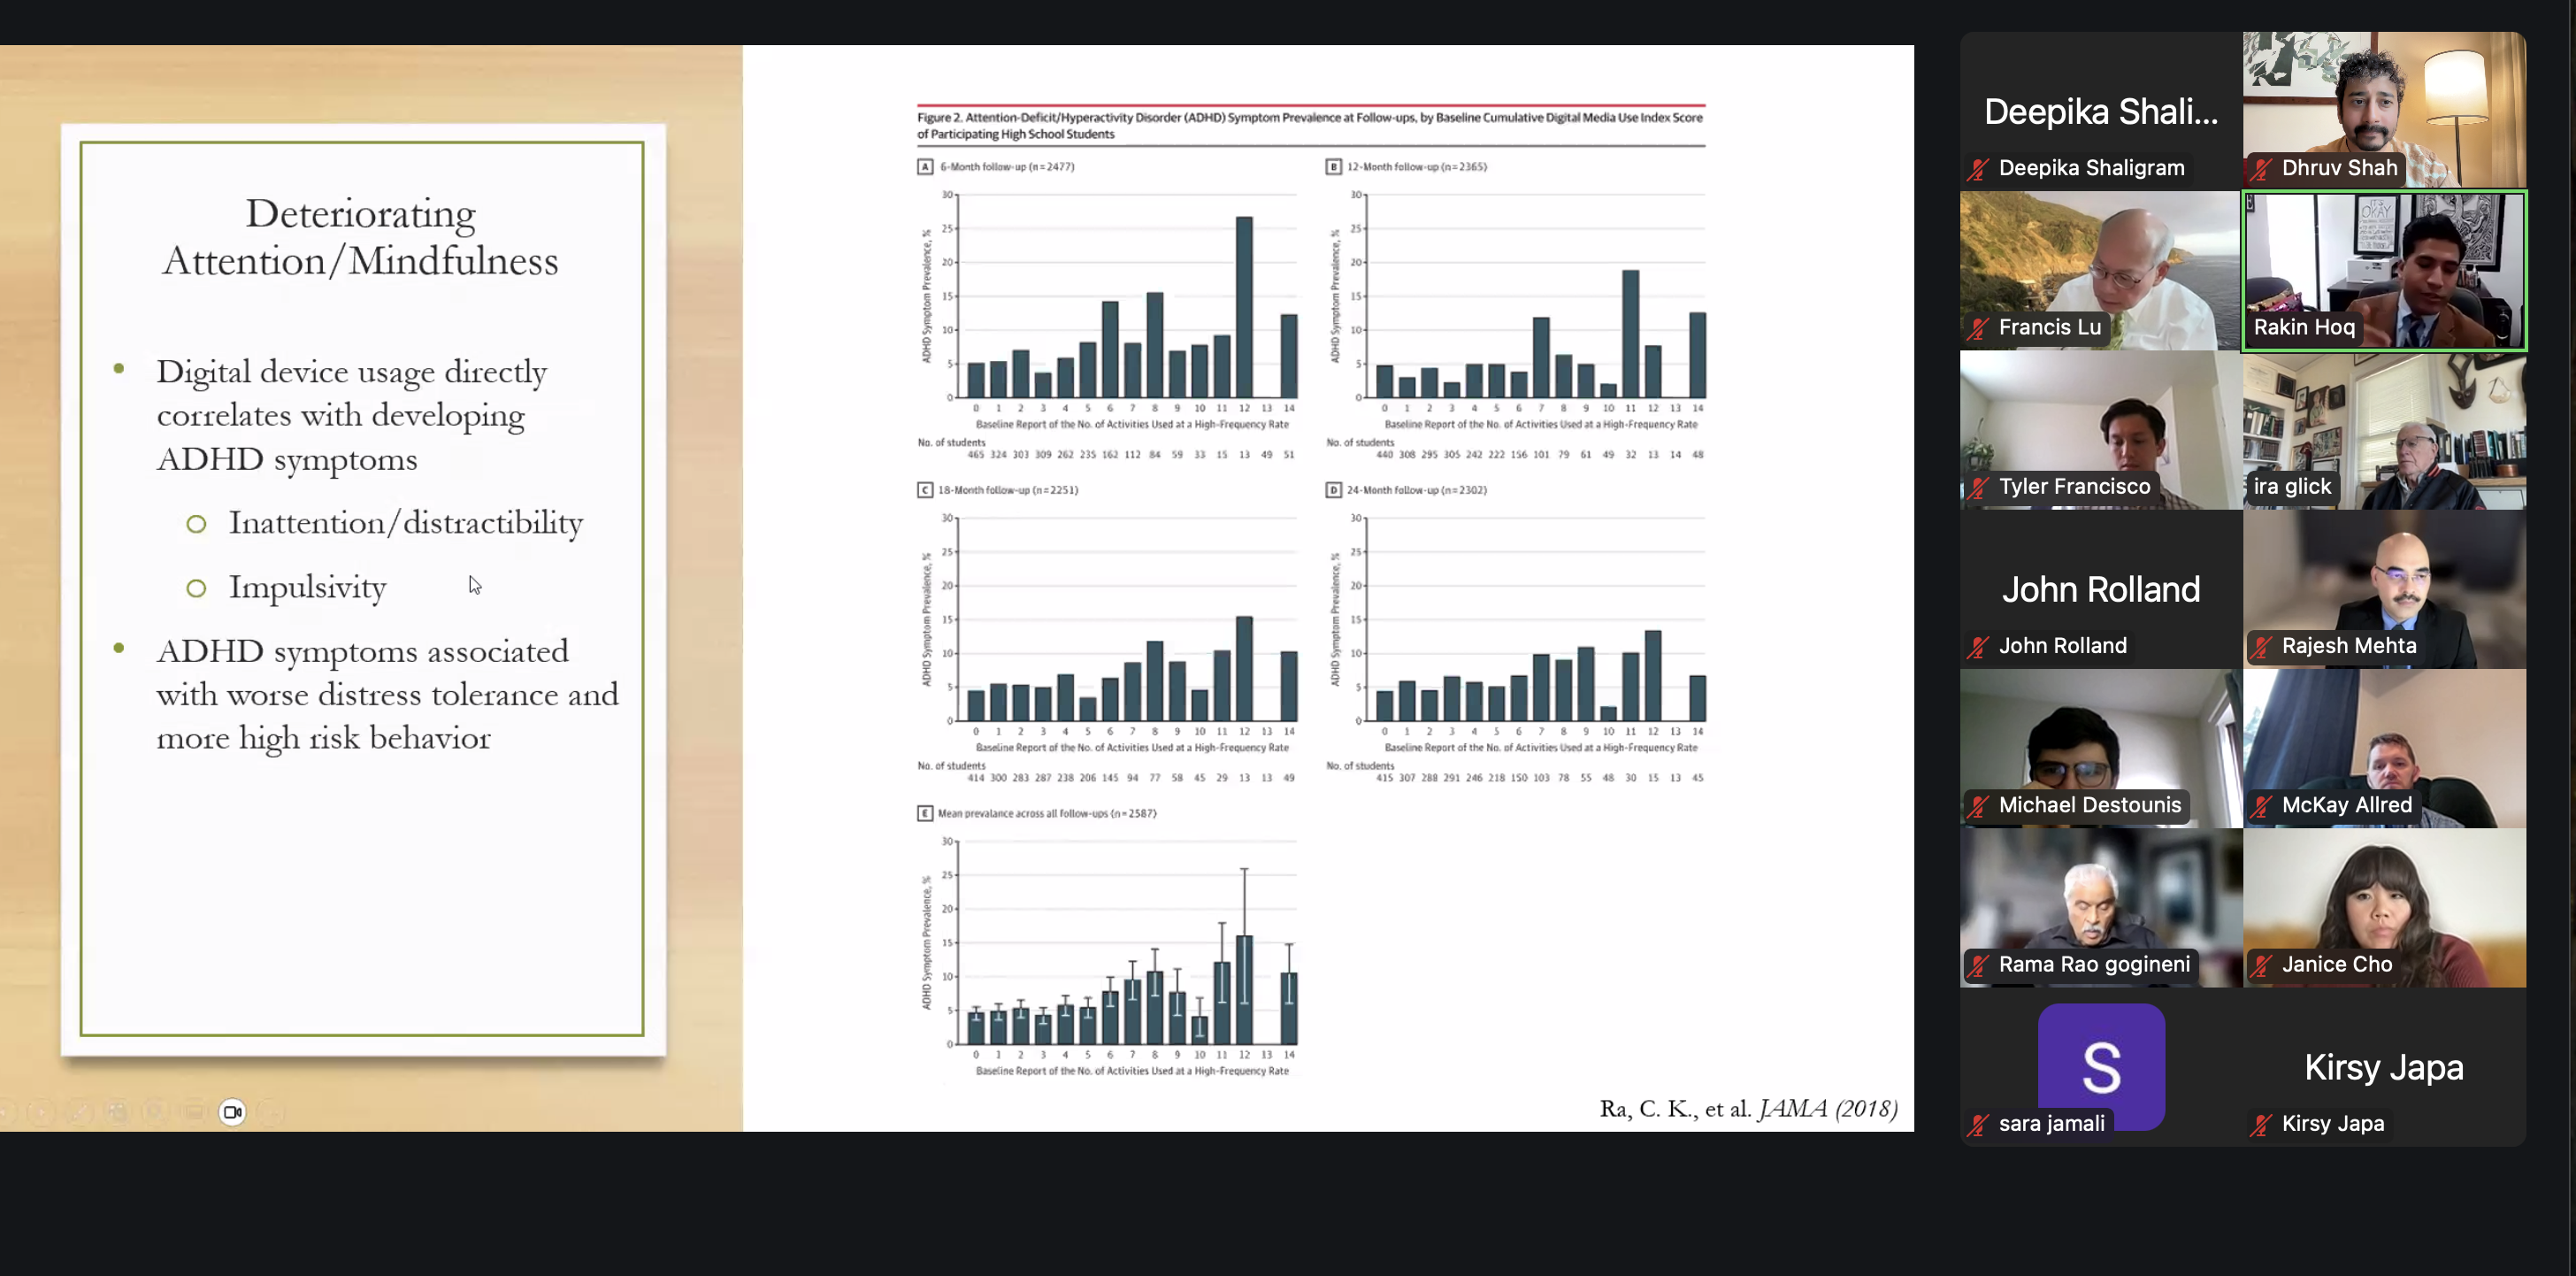 Deteriorating
Attention/Mindfulness
Digital device usage directly
correlates with developing
ADHD symptoms
Inattention/distractibility
Impulsivity
ADHD symptoms associated
with worse distress tolerance and
more high risk behavior
Figure 2. Attention-Deficit/Hyperactivity Disorder (ADHD) Symptom Prevalence at Follow-ups, by Baseline Cumulative Digital Media Use Index Score
of Participating High School Students
A 6-Month follow-up (n=2477)
ADHD Symptom Prevalence, %
30
25
20
15
10
5
0
0 1 2 3 4 5 6 7 8 9 10 11 12 13 14
Baseline Report of the No. of Activities Used at a High-Frequency Rate
No. of students
465 324 303 309 262 235 162 112 84 59 33 15 13 49 51
B 12-Month follow-up (n=2365)
ADHD Symptom Prevalence, %
30
25
20
15
10
5
0
0 1 2 3 4 5 6 7 8 9 10 11 12 13 14
Baseline Report of the No. of Activities Used at a High-Frequency Rate
No. of students
440 308 295 305 242 222 156 101 79 61 49 32 13 14 48
C 18-Month follow-up (n=2251)
ADHD Symptom Prevalence, %
30
25
20
15
10
5
0
0 1 2 3 4 5 6 7 8 9 10 11 12 13 14
Baseline Report of the No. of Activities Used at a High-Frequency Rate
No. of students
414 300 283 287 238 206 145 94 77 58 45 29 13 13 49
D 24-Month follow-up (n=2302)
ADHD Symptom Prevalence, %
30
25
20
15
10
5
0
0 1 2 3 4 5 6 7 8 9 10 11 12 13 14
Baseline Report of the No. of Activities Used at a High-Frequency Rate
No. of students
415 307 288 291 246 218 150 103 78 55 48 30 15 13 45
E Mean prevalance across all follow-ups (n=2587)
ADHD Symptom Prevalence, %
30
25
20
15
10
5
0
0 1 2 3 4 5 6 7 8 9 10 11 12 13 14
Baseline Report of the No. of Activities Used at a High-Frequency Rate
Ra, C. K., et al. JAMA (2018)
Deepika Shali...
Deepika Shaligram
Dhruv Shah
Francis Lu
IT'S
OKAY
Rakin Hoq
Tyler Francisco
ira glick
John Rolland
John Rolland
Rajesh Mehta
Michael Destounis
McKay Allred
Rama Rao gogineni
Janice Cho
S
sara jamali
Kirsy Japa
Kirsy Japa